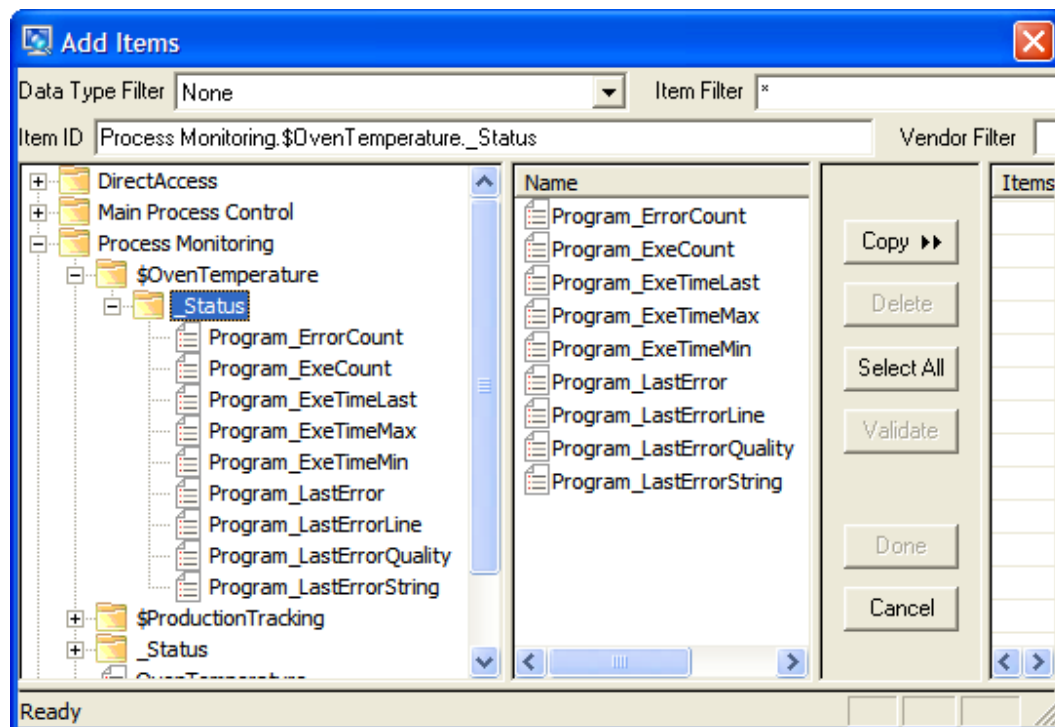 Add Items
Data Type Filter None Item Filter *
Item ID Process Monitoring.$OvenTemperature._Status Vendor Filter
DirectAccess
Main Process Control
Process Monitoring
$OvenTemperature
_Status
Program_ErrorCount
Program_ExeCount
Program_ExeTimeLast
Program_ExeTimeMax
Program_ExeTimeMin
Program_LastError
Program_LastErrorLine
Program_LastErrorQuality
Program_LastErrorString
$ProductionTracking
_Status
OvenTemperature
Name
Program_ErrorCount
Program_ExeCount
Program_ExeTimeLast
Program_ExeTimeMax
Program_ExeTimeMin
Program_LastError
Program_LastErrorLine
Program_LastErrorQuality
Program_LastErrorString
Copy
Delete
Select All
Validate
Done
Cancel
Items
Ready